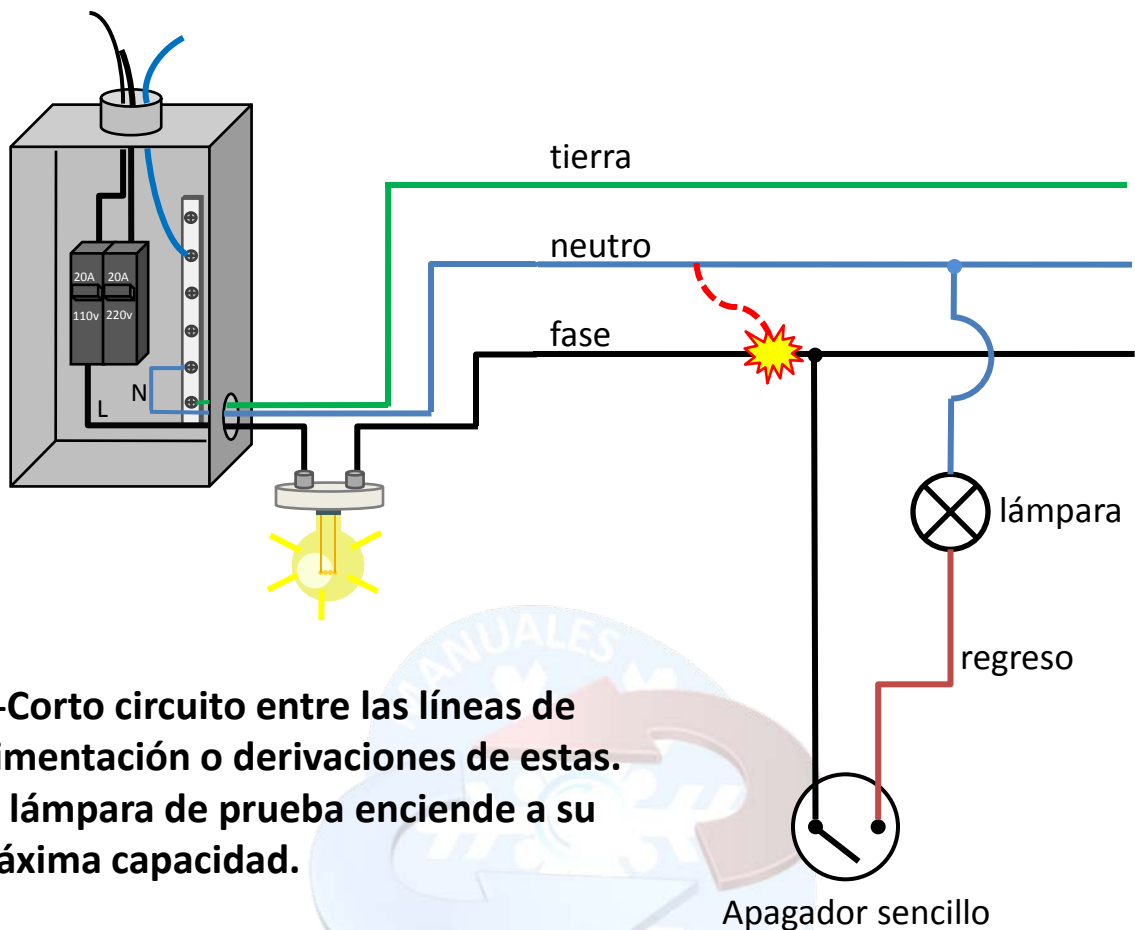 tierra
neutro
fase
20A 20A
110v 220v
N
L
lámpara
regreso
MANUALES
-Corto circuito entre las líneas de
imentación o derivaciones de estas.
lámpara de prueba enciende a su
áxima capacidad.
Apagador sencillo